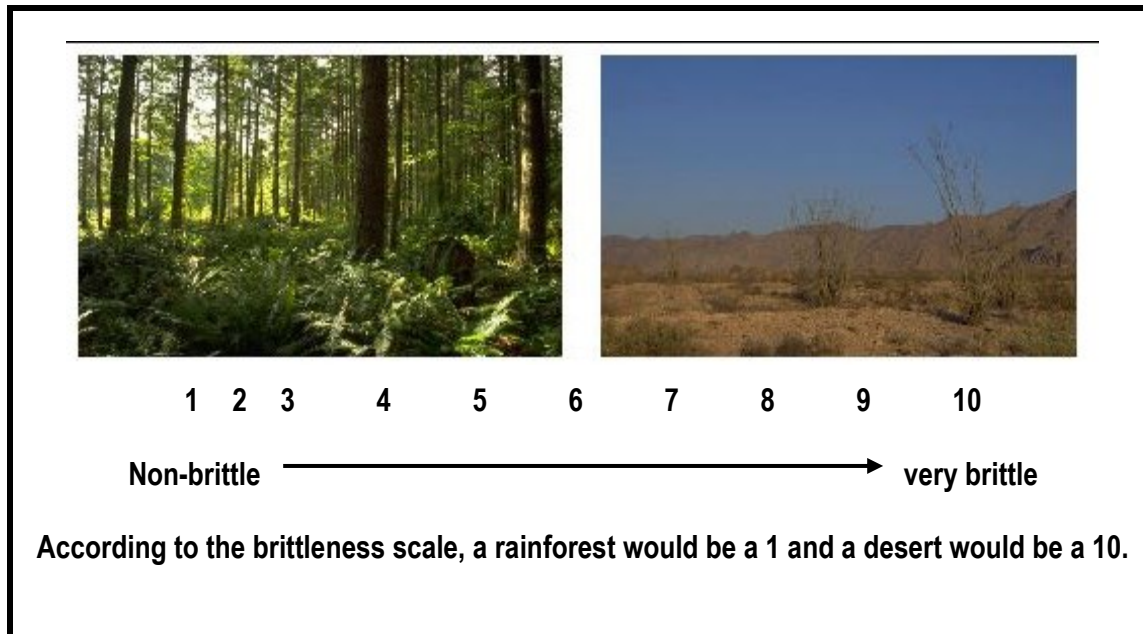 1 2 3 4 5 6 7 8 9 10
Non-brittle very brittle
According to the brittleness scale, a rainforest would be a 1 and a desert would be a 10.